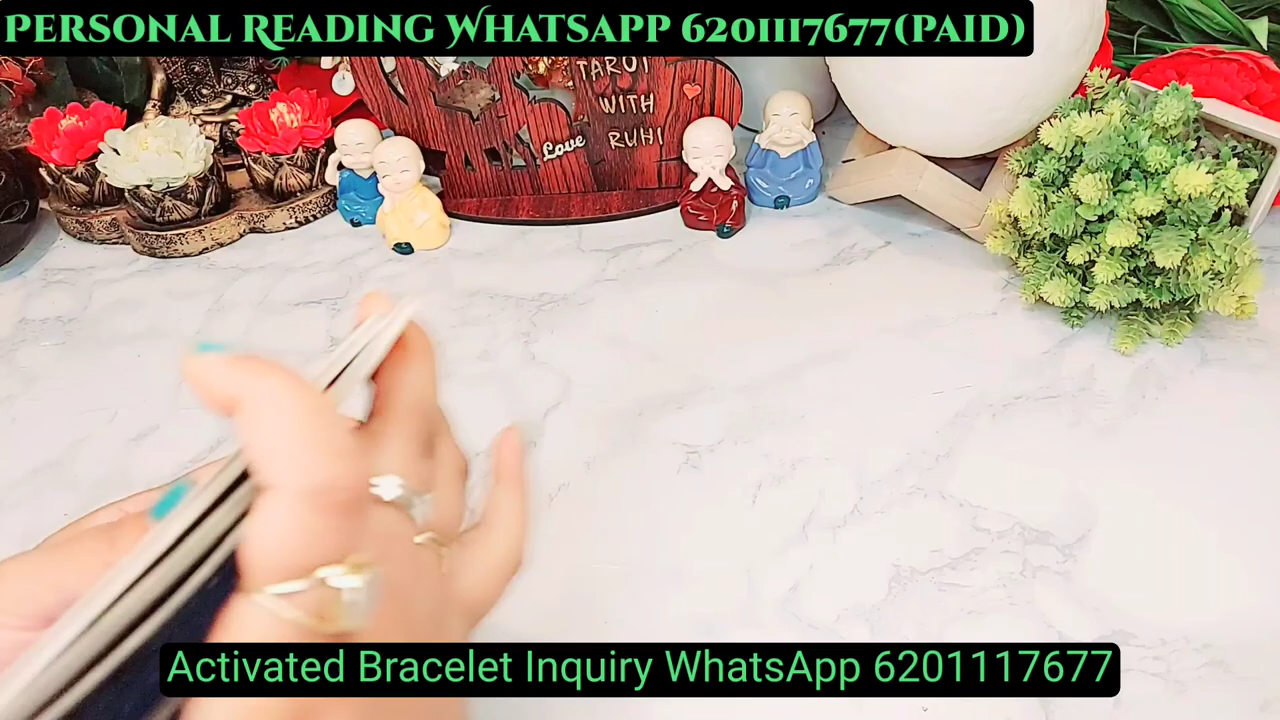 PERSONAL READING WHATSAPP 6201117677(PAID)
TAROT
WITH
Love RUHI
Activated Bracelet Inquiry WhatsApp 6201117677